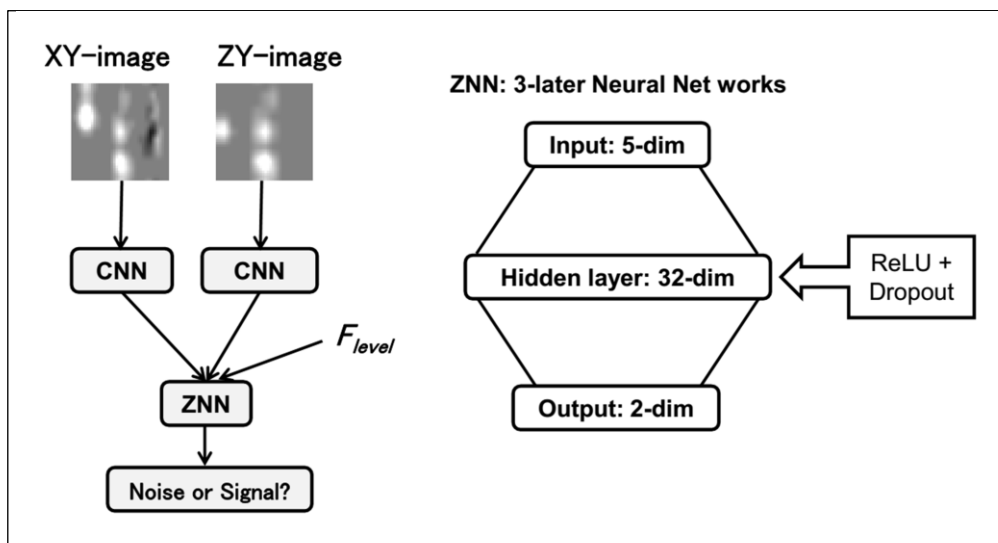 XY-image ZY-image
CNN CNN
F level
ZNN
Noise or Signal?
ZNN: 3-later Neural Net works
Input: 5-dim
Hidden layer: 32-dim
ReLU +
Dropout
Output: 2-dim